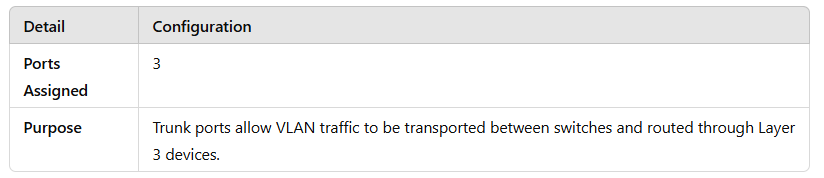 Detail Configuration
Ports 3
Assigned
Purpose Trunk ports allow VLAN traffic to be transported between switches and routed through Layer
3 devices.